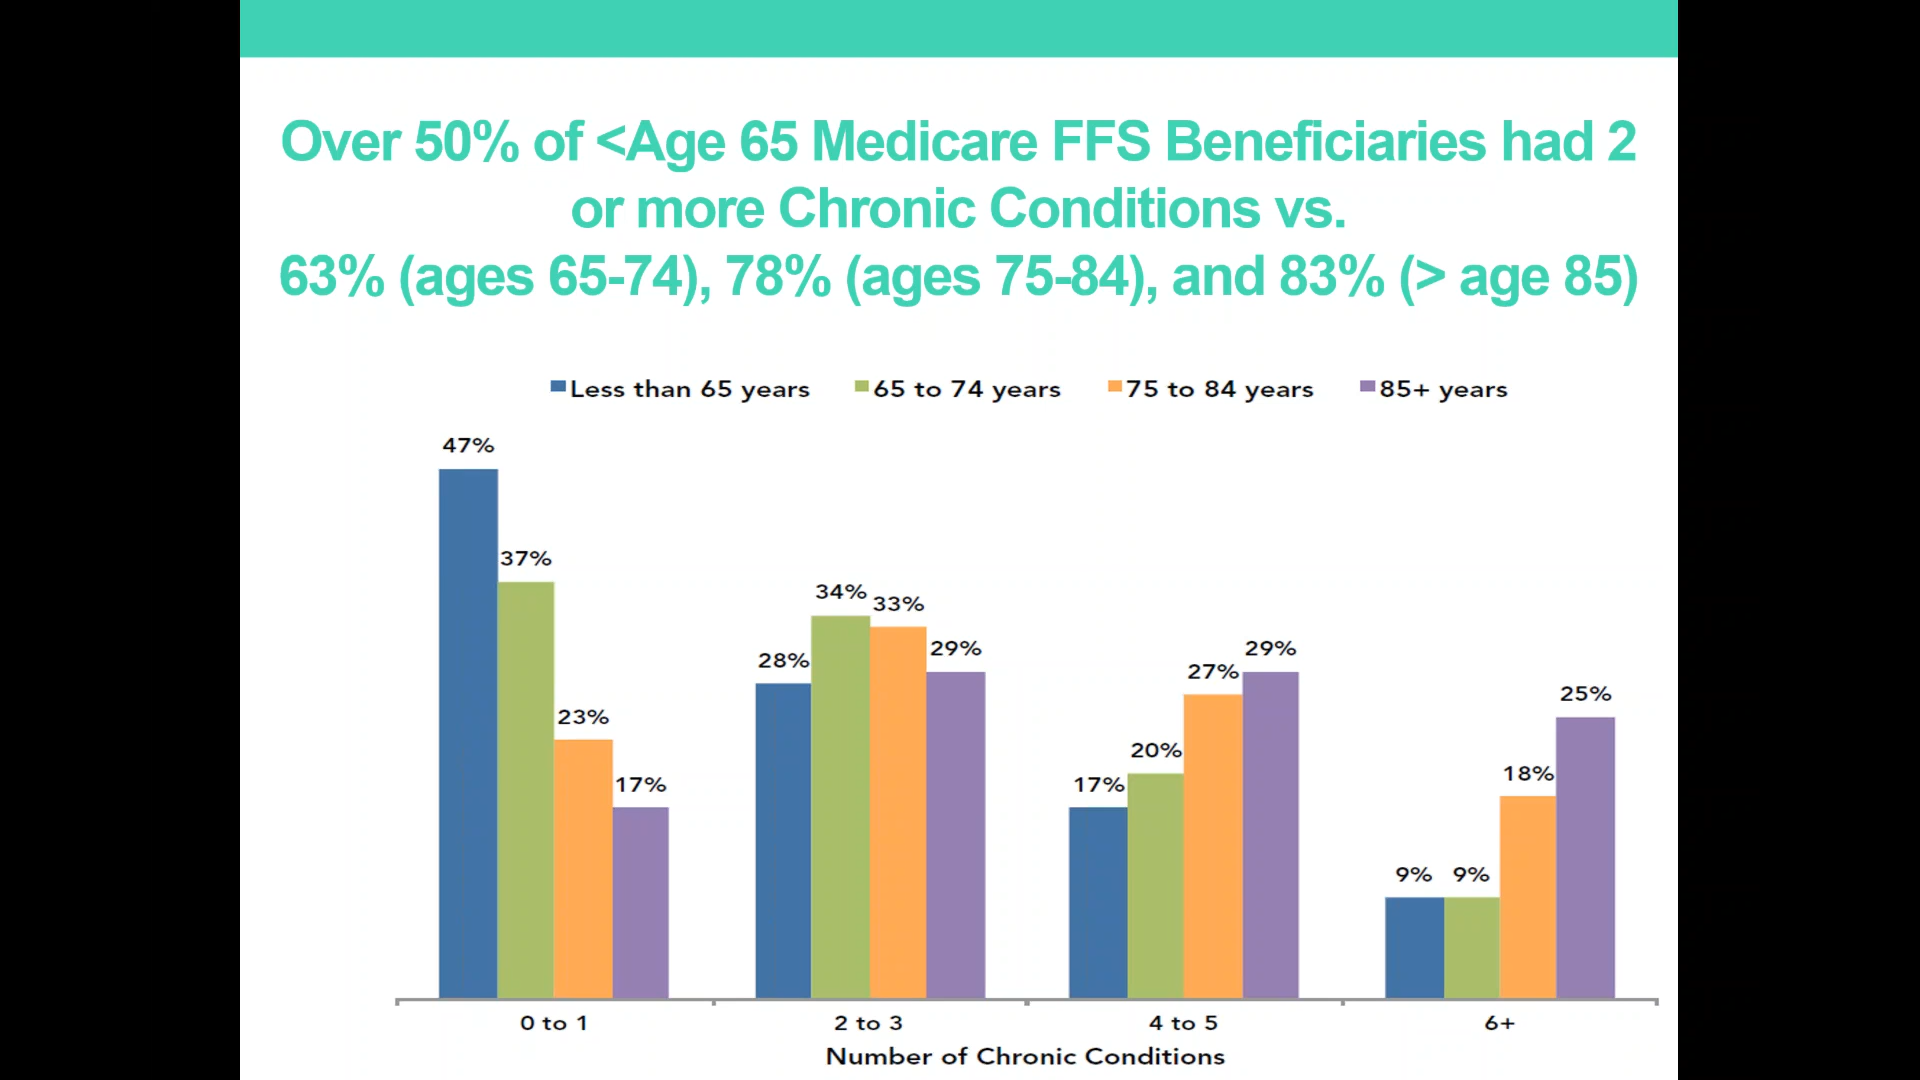 Over 50% of <Age 65 Medicare FFS Beneficiaries had 2
or more Chronic Conditions vs.
63% (ages 65-74), 78% (ages 75-84), and 83% (> age 85)
Less than 65 years 65 to 74 years 75 to 84 years 85+ years
47%
37%
23%
17%
28%
34%
33%
29%
17%
20%
27%
29%
9%
9%
18%
25%
0 to 1 2 to 3 4 to 5 6+
Number of Chronic Conditions